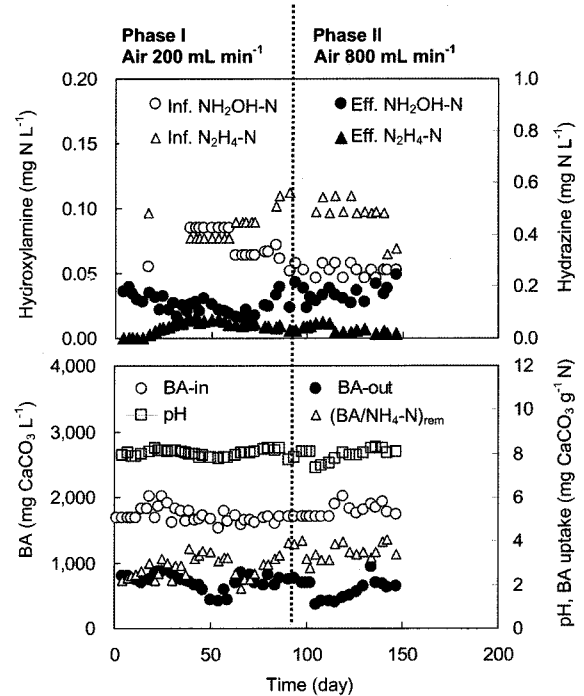 Phase I
Air 200 mL min⁻¹
Phase II
Air 800 mL min⁻¹
Hydroxylamine (mg N L⁻¹)
0.20
0.15
0.10
0.05
0.00
Inf. NH₂OH-N
Inf. N₂H₄-N
Eff. NH₂OH-N
Eff. N₂H₄-N
1.0
0.8
0.6
0.4
0.2
0.0
Hydrazine (mg N L⁻¹)
BA (mg CaCO₃ L⁻¹)
4,000
3,000
2,000
1,000
0
BA-in
pH
BA-out
(BA/NH₄-N)rem
12
10
8
6
4
2
0
pH, BA uptake (mg CaCO₃ g⁻¹ N)
0
50
100
150
200
Time (day)